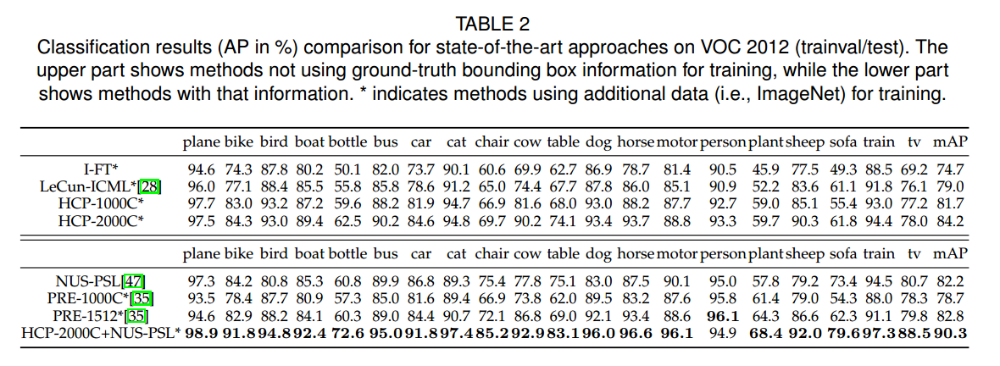 TABLE 2
Classification results (AP in %) comparison for state-of-the-art approaches on VOC 2012 (trainval/test). The
upper part shows methods not using ground-truth bounding box information for training, while the lower part
shows methods with that information. * indicates methods using additional data (i.e., ImageNet) for training.
plane bike bird boat bottle bus car cat chair cow table dog horse motor person plant sheep sofa train tv mAP
I-FT* 94.6 74.3 87.8 80.2 50.1 82.0 73.7 90.1 60.6 69.9 62.7 86.9 78.7 81.4 90.5 45.9 77.5 49.3 88.5 69.2 74.7
LeCun-ICML*[28] 96.0 77.1 88.4 85.5 55.8 85.8 78.6 91.2 65.0 74.4 67.7 87.8 86.0 85.1 90.9 52.2 83.6 61.1 91.8 76.1 79.0
HCP-1000C* 97.7 83.0 93.2 87.2 59.6 88.2 81.9 94.7 66.9 81.6 68.0 93.0 88.2 87.7 92.7 59.0 85.1 55.4 93.0 77.2 81.7
HCP-2000C* 97.5 84.3 93.0 89.4 62.5 90.2 84.6 94.8 69.7 90.2 74.1 93.4 93.7 88.8 93.3 59.7 90.3 61.8 94.4 78.0 84.2
plane bike bird boat bottle bus car cat chair cow table dog horse motor person plant sheep sofa train tv mAP
NUS-PSL[47] 97.3 84.2 80.8 85.3 60.8 89.9 86.8 89.3 75.4 77.8 75.1 83.0 87.5 90.1 95.0 57.8 79.2 73.4 94.5 80.7 82.2
PRE-1000C*[35] 93.5 78.4 87.7 80.9 57.3 85.0 81.6 89.4 66.9 73.8 62.0 89.5 83.2 87.6 95.8 61.4 79.0 54.3 88.0 78.3 78.7
PRE-1512*[35] 94.6 82.9 88.2 84.1 60.3 89.0 84.4 90.7 72.1 86.8 69.0 92.1 93.4 88.6 96.1 64.3 86.6 62.3 91.1 79.8 82.8
HCP-2000C+NUS-PSL* 98.9 91.8 94.8 92.4 72.6 95.0 91.8 97.4 85.2 92.9 83.1 96.0 96.6 96.1 94.9 68.4 92.0 79.6 97.3 88.5 90.3